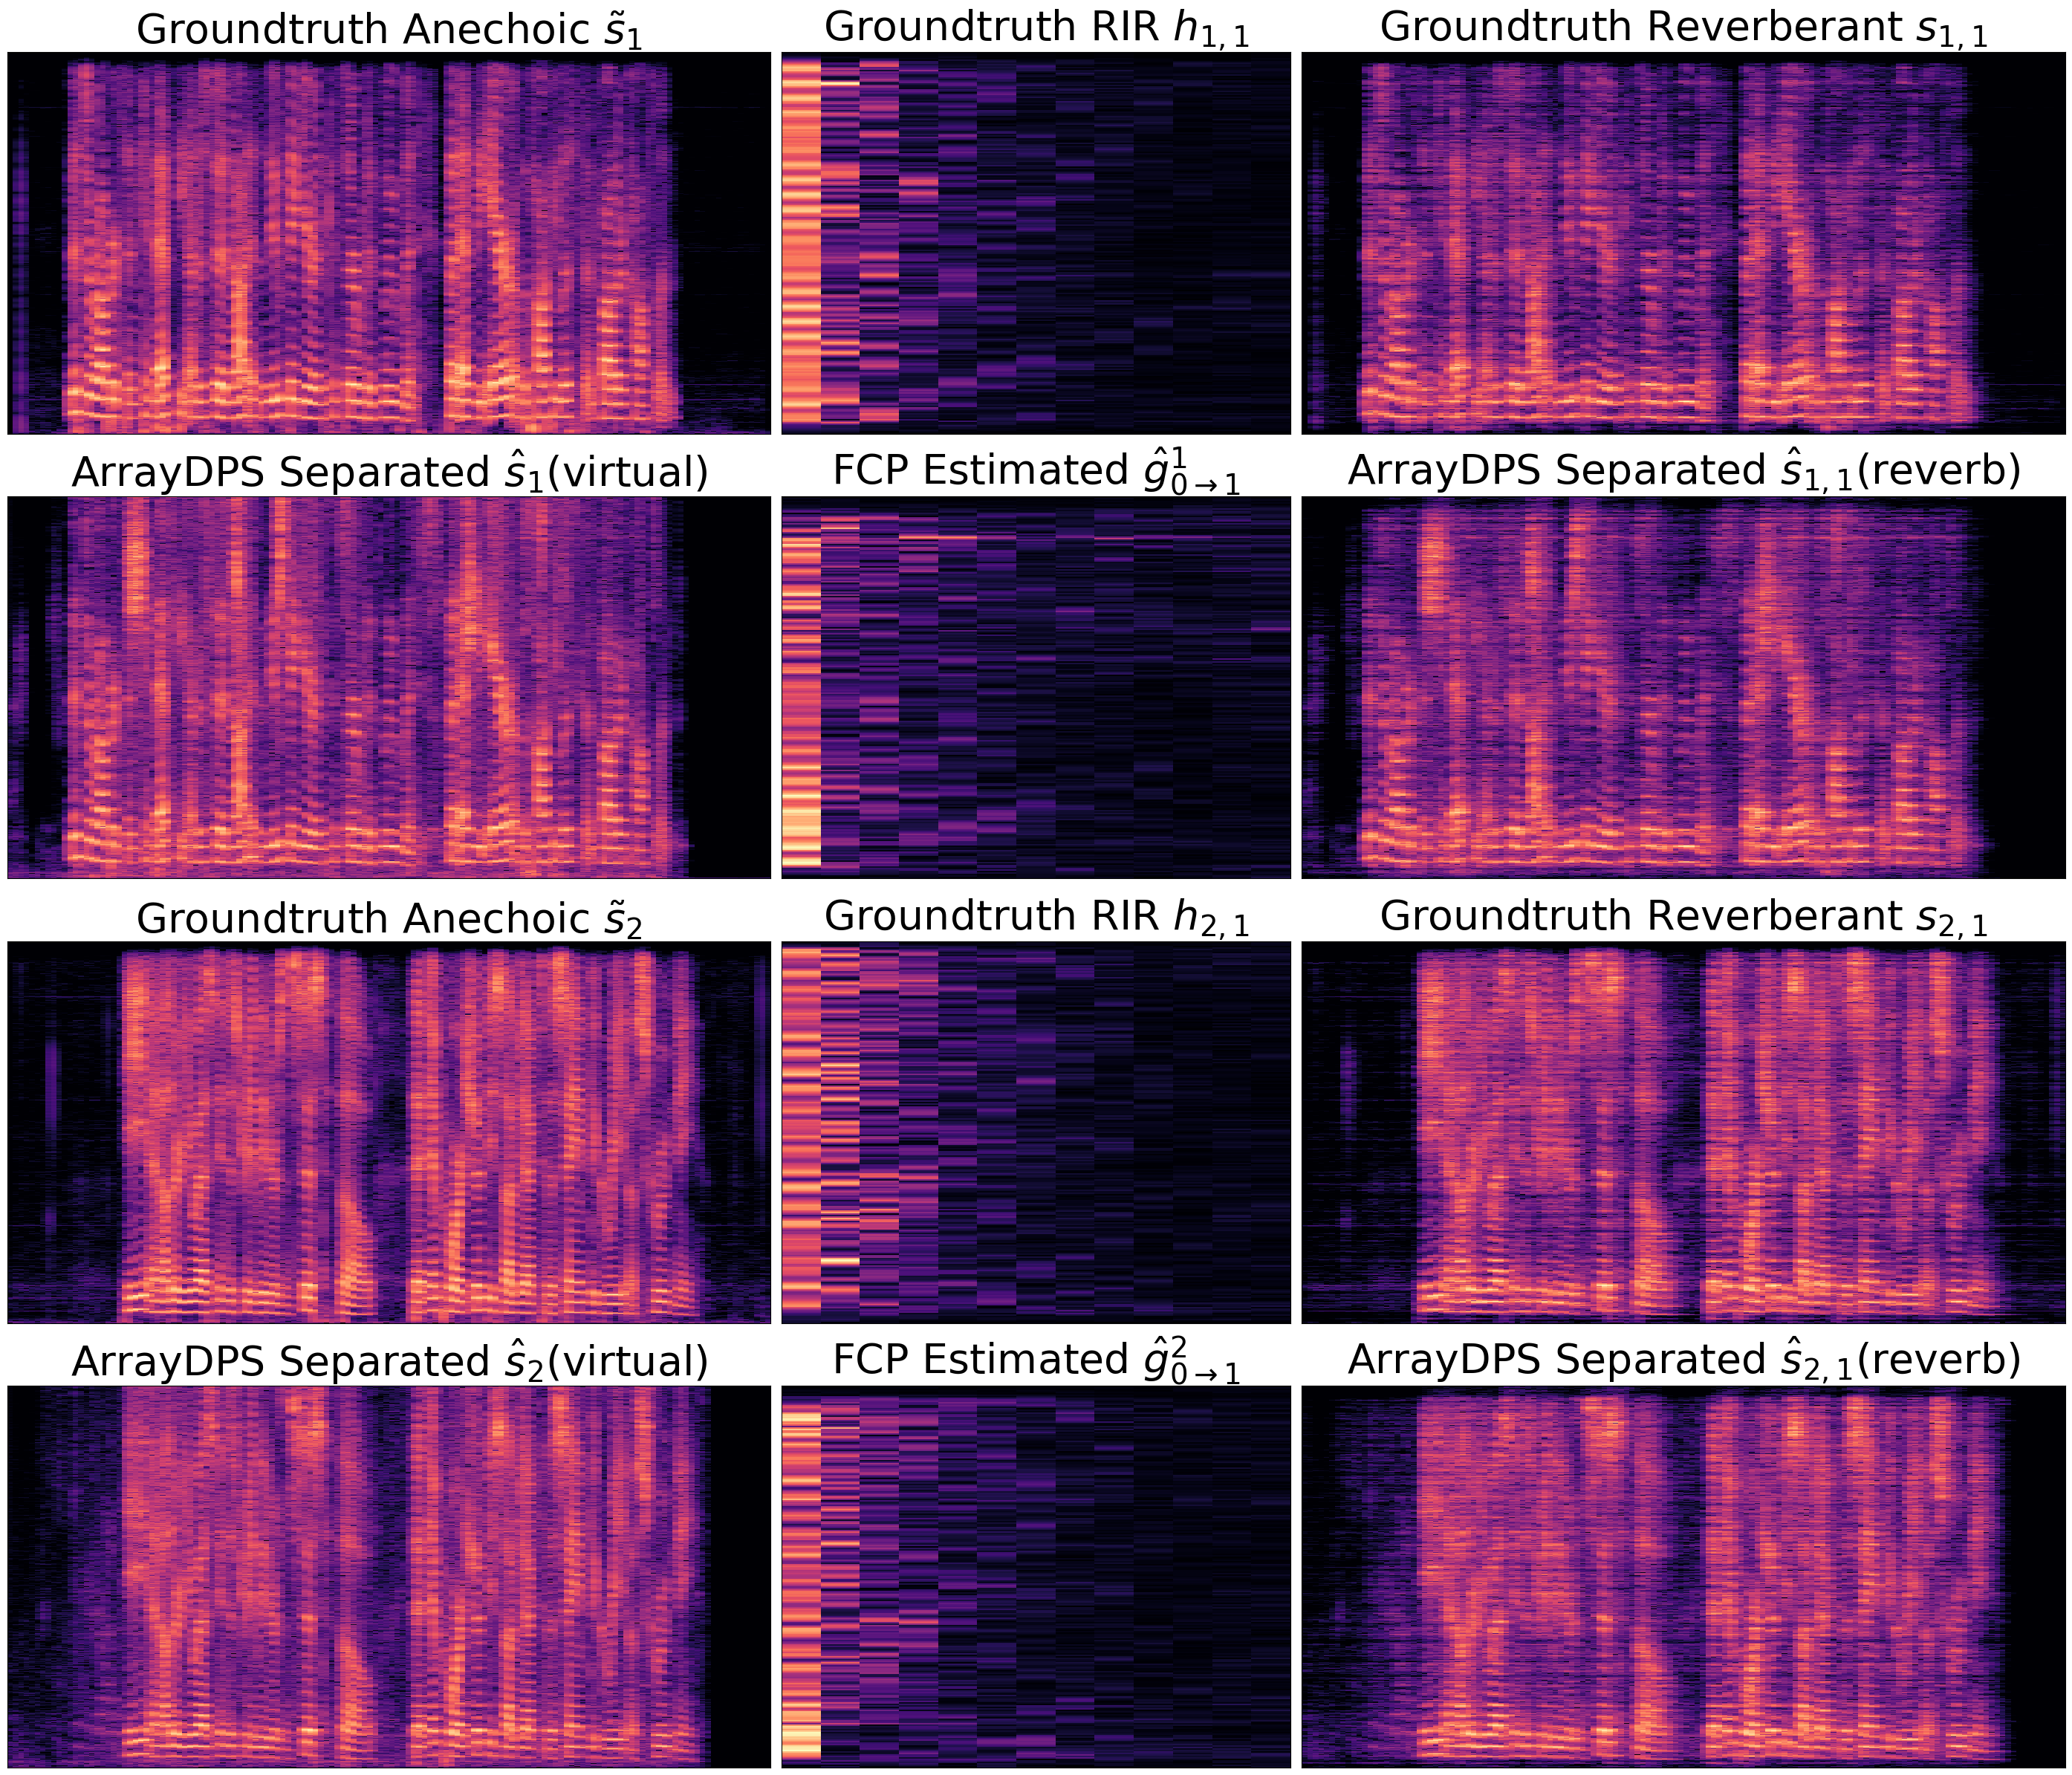 Groundtruth Anechoic s̃₁
Groundtruth RIR h₁,₁
Groundtruth Reverberant s₁,₁
ArrayDPS Separated ŝ₁(virtual)
FCP Estimated ĝ¹₀→₁
ArrayDPS Separated ŝ₁,₁(reverb)
Groundtruth Anechoic s̃₂
Groundtruth RIR h₂,₁
Groundtruth Reverberant s₂,₁
ArrayDPS Separated ŝ₂(virtual)
FCP Estimated ĝ²₀→₁
ArrayDPS Separated ŝ₂,₁(reverb)